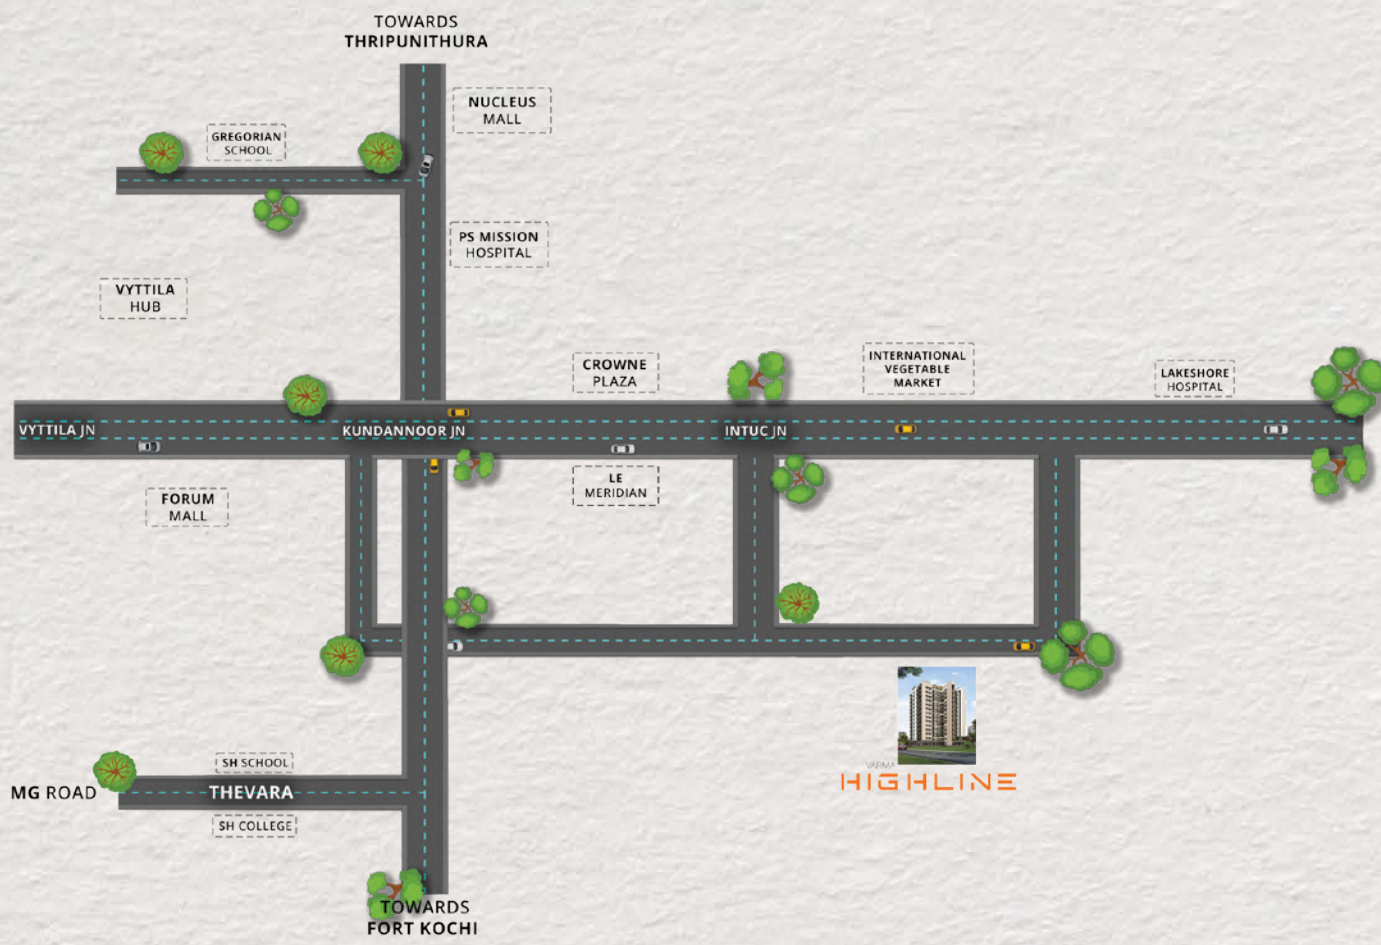 TOWARDS
THRIPUNITHURA
NUCLEUS
MALL
GREGORIAN
SCHOOL
PS MISSION
HOSPITAL
VYTTILA
HUB
CROWNE
PLAZA
INTERNATIONAL
VEGETABLE
MARKET
LAKESHORE
HOSPITAL
VYTTILA JN
KUNDANNOOR JN
INTUC JN
FORUM
MALL
LE
MERIDIAN
VARMA
HIGHLINE
SH SCHOOL
MG ROAD
THEVARA
SH COLLEGE
TOWARDS
FORT KOCHI